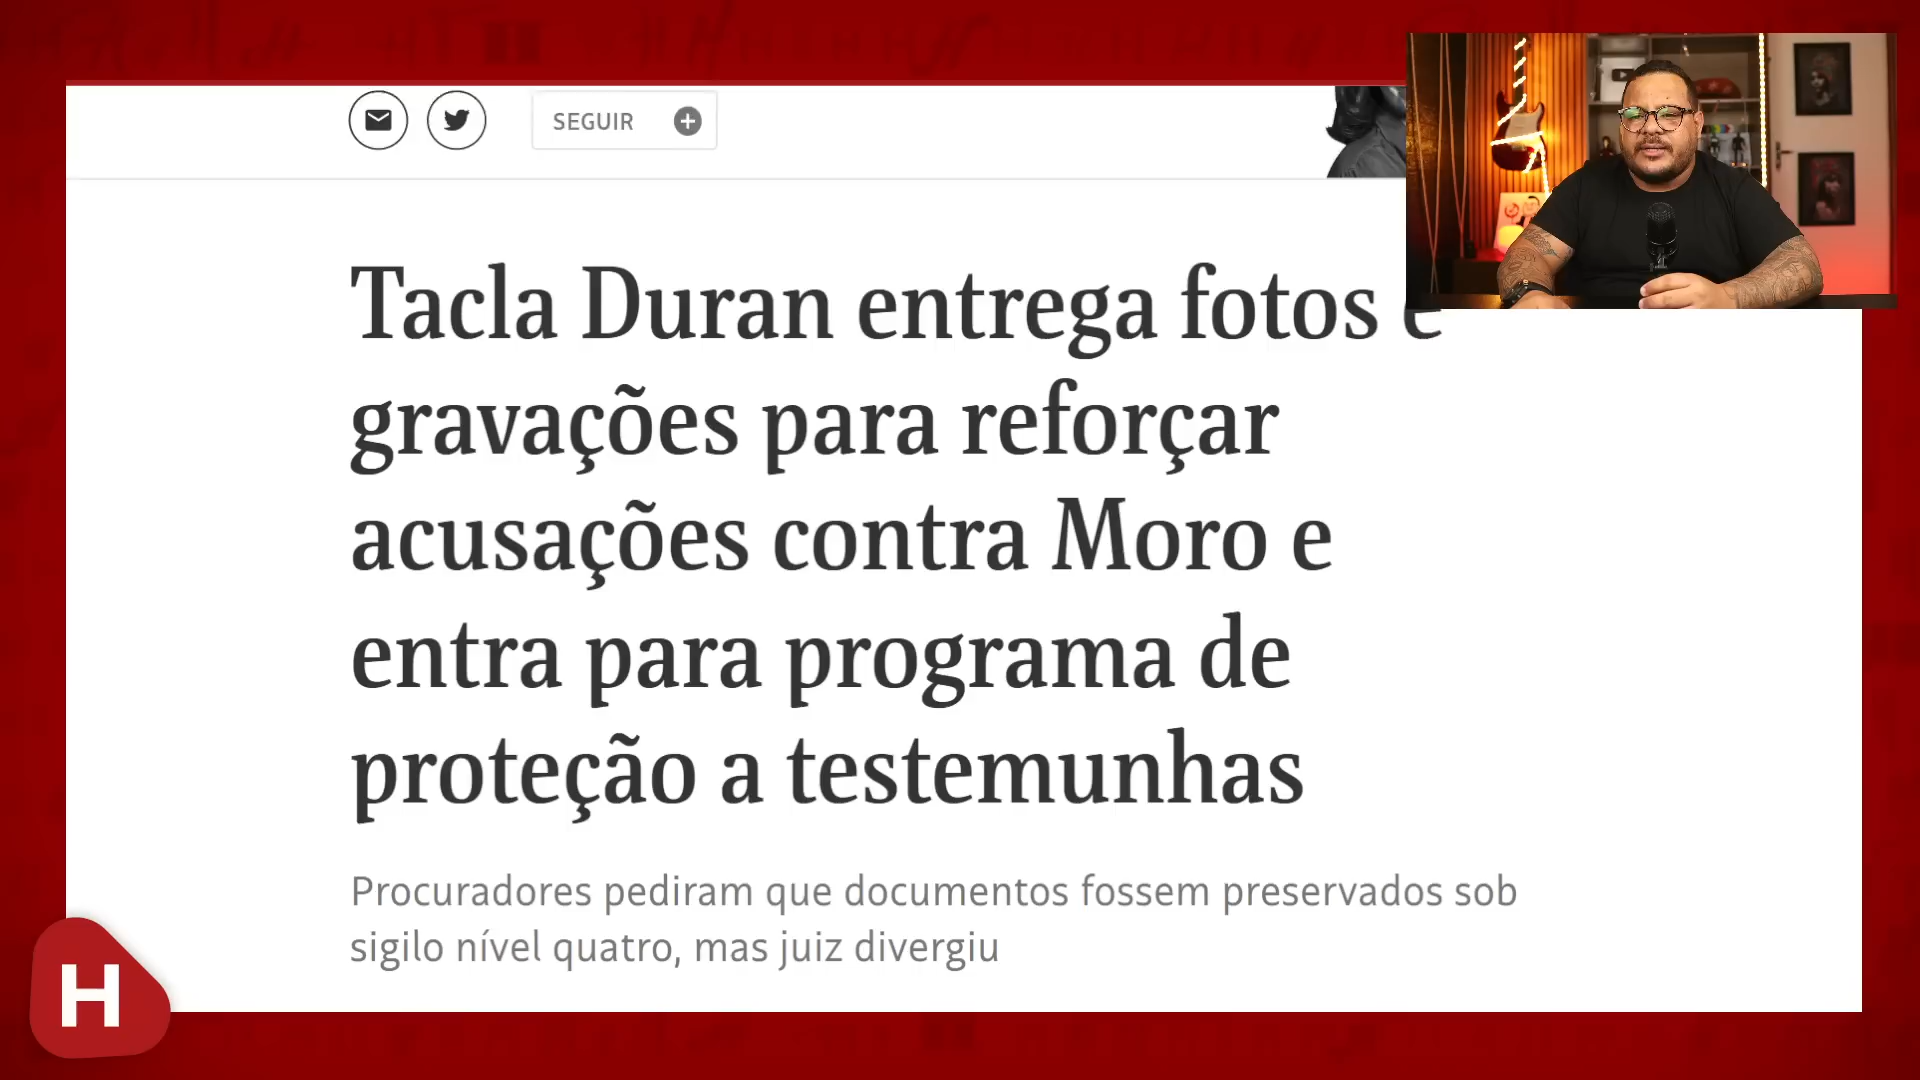 SEGUIR
Tacla Duran entrega fotos e
gravações para reforçar
acusações contra Moro e
entra para programa de
proteção a testemunhas
Procuradores pediram que documentos fossem preservados sob
sigilo nível quatro, mas juiz divergiu
H